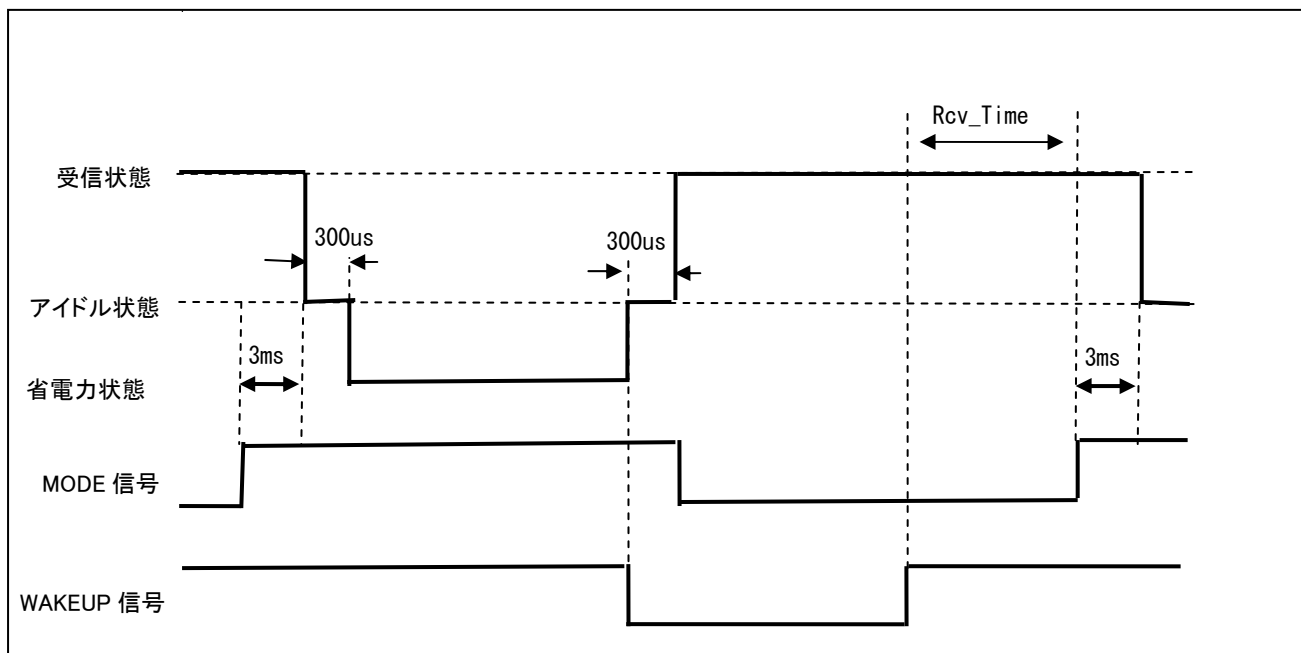 Rcv_Time
受信状態
300us
300us
アイドル状態
3ms
3ms
省電力状態
MODE 信号
WAKEUP 信号